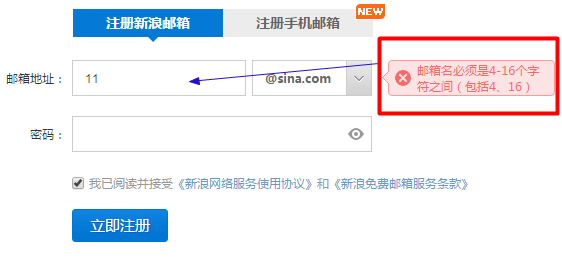 注册新浪邮箱 注册手机邮箱 NEW
邮箱地址： 11 @sina.com 邮箱名必须是4-16个字
符之间（包括4、16）
密码：
我已阅读并接受《新浪网络服务使用协议》和《新浪免费邮箱服务条款》
立即注册